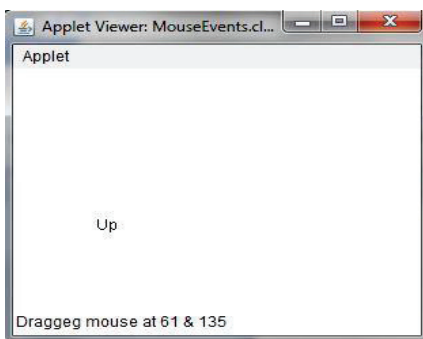 Applet Viewer: MouseEvents.cl...
Applet
Up
Draggeg mouse at 61 & 135